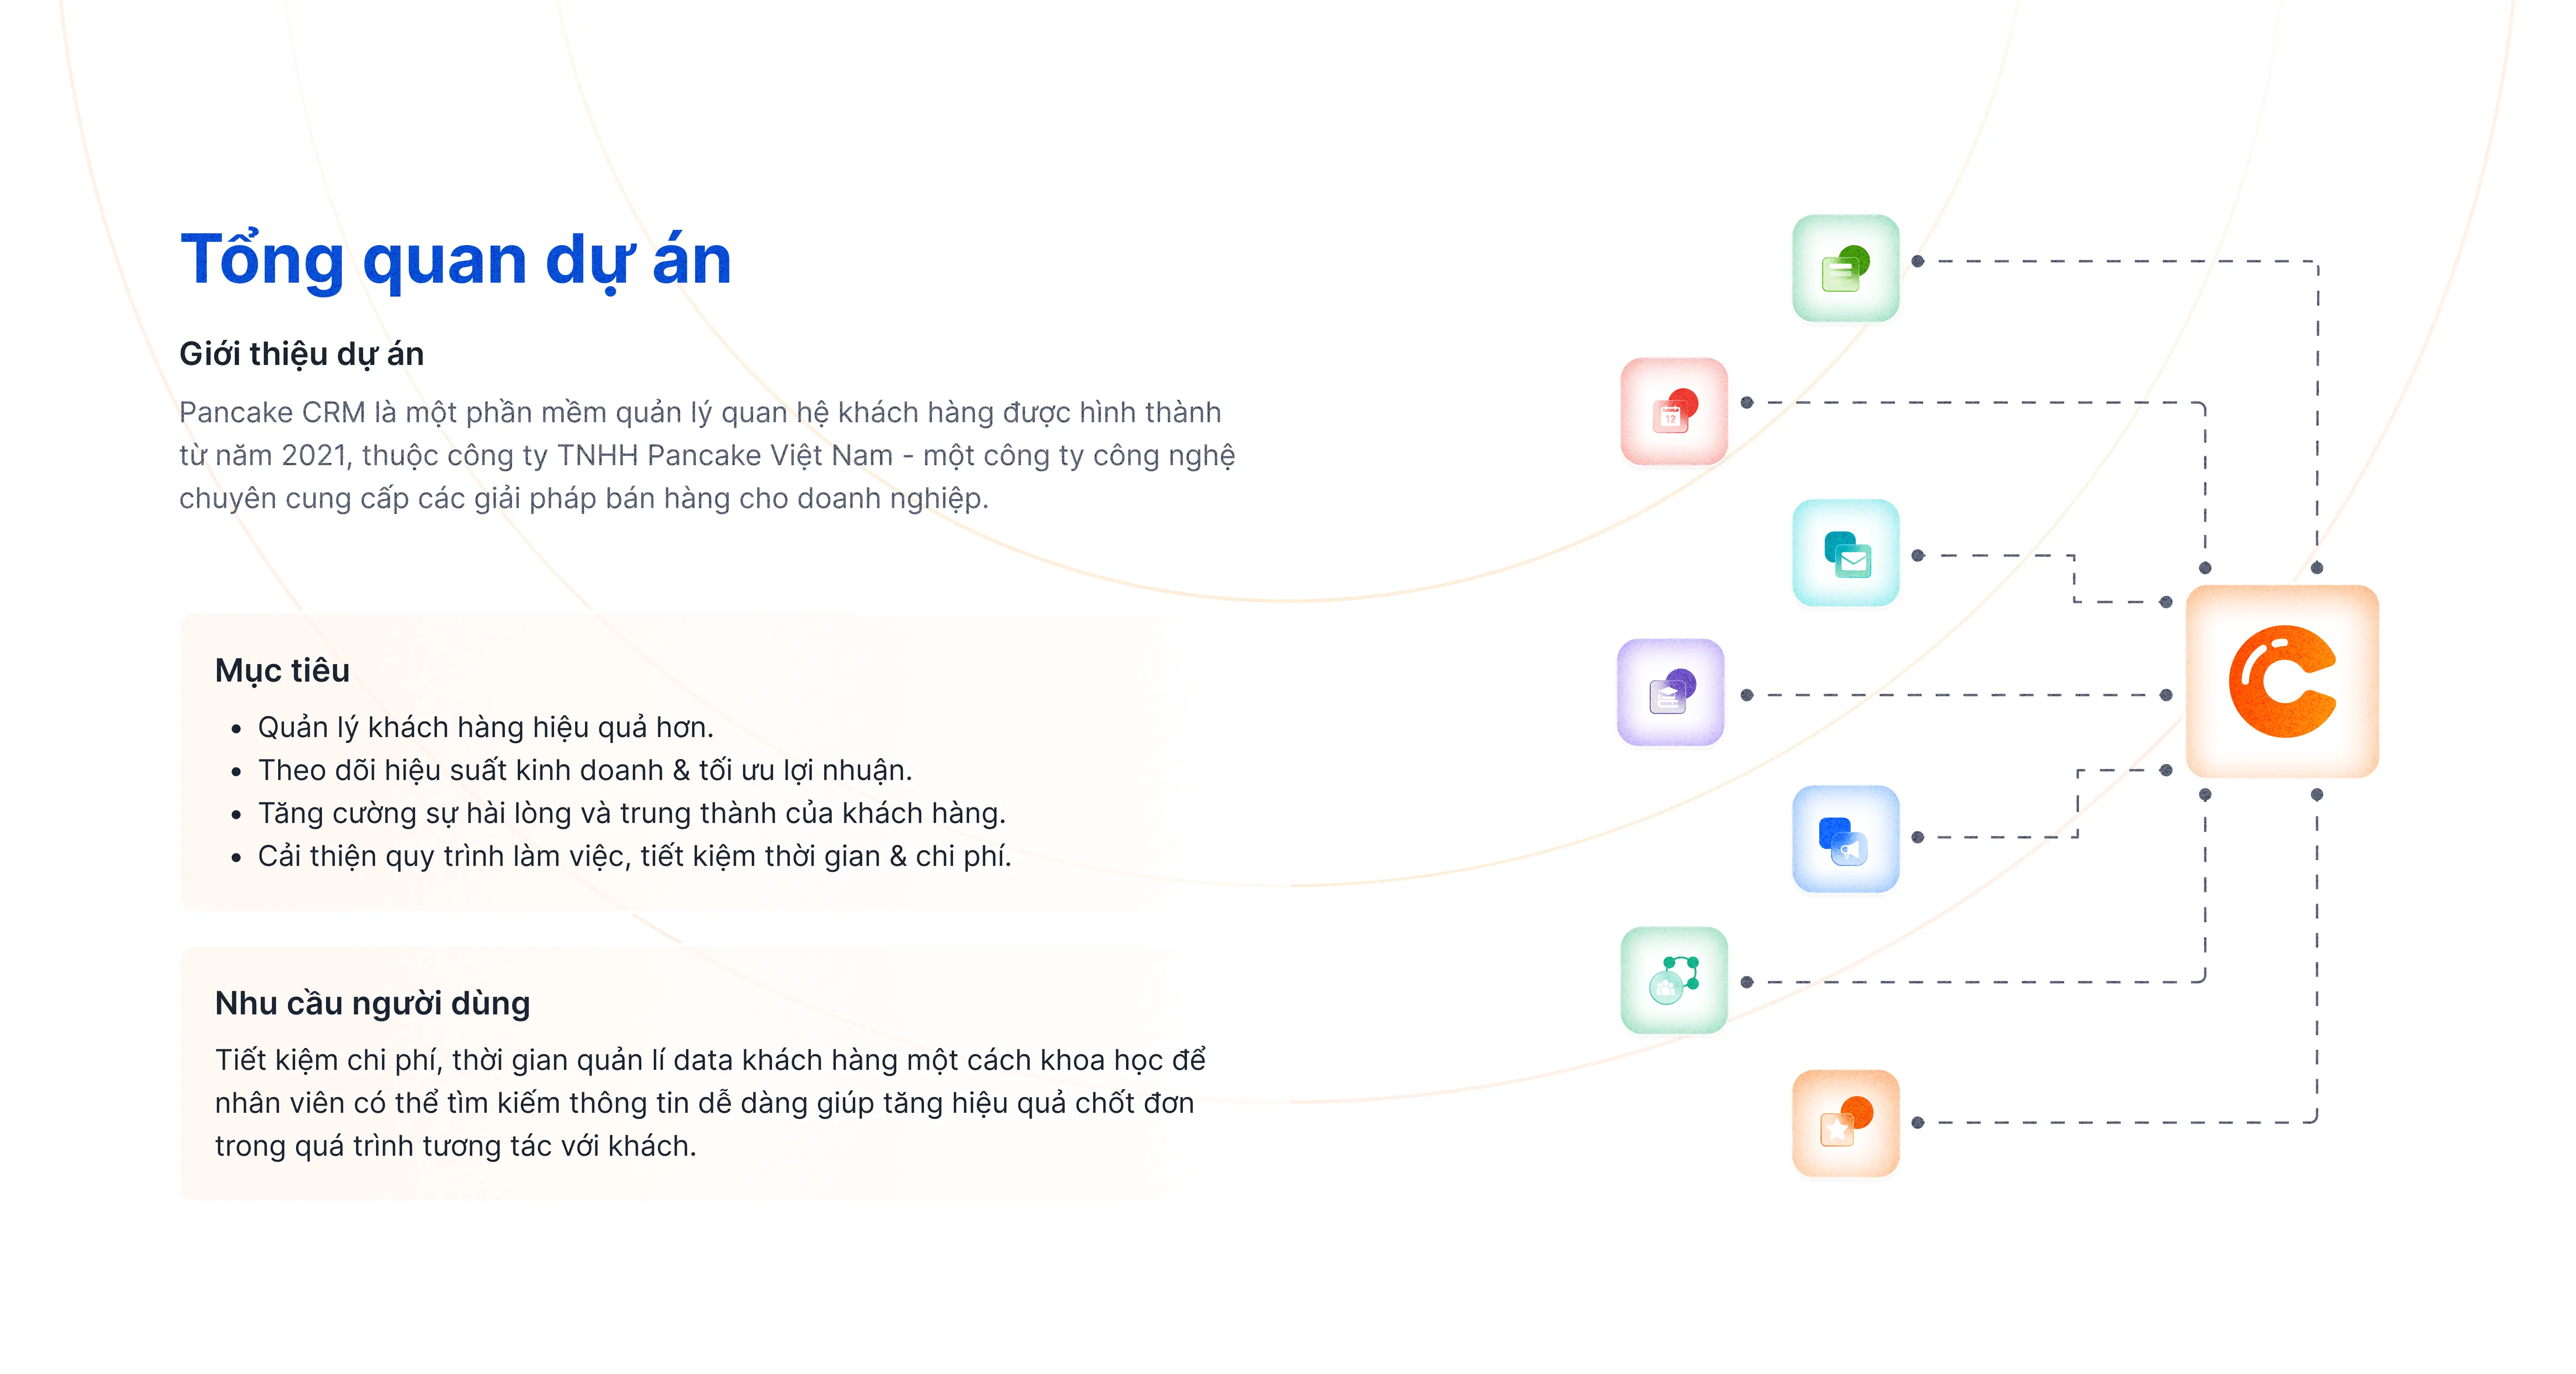 Tổng quan dự án
Giới thiệu dự án
Pancake CRM là một phần mềm quản lý quan hệ khách hàng được hình thành
từ năm 2021, thuộc công ty TNHH Pancake Việt Nam - một công ty công nghệ
chuyên cung cấp các giải pháp bán hàng cho doanh nghiệp.
Mục tiêu
• Quản lý khách hàng hiệu quả hơn.
• Theo dõi hiệu suất kinh doanh & tối ưu lợi nhuận.
• Tăng cường sự hài lòng và trung thành của khách hàng.
• Cải thiện quy trình làm việc, tiết kiệm thời gian & chi phí.
Nhu cầu người dùng
Tiết kiệm chi phí, thời gian quản lí data khách hàng một cách khoa học để
nhân viên có thể tìm kiếm thông tin dễ dàng giúp tăng hiệu quả chốt đơn
trong quá trình tương tác với khách.
12